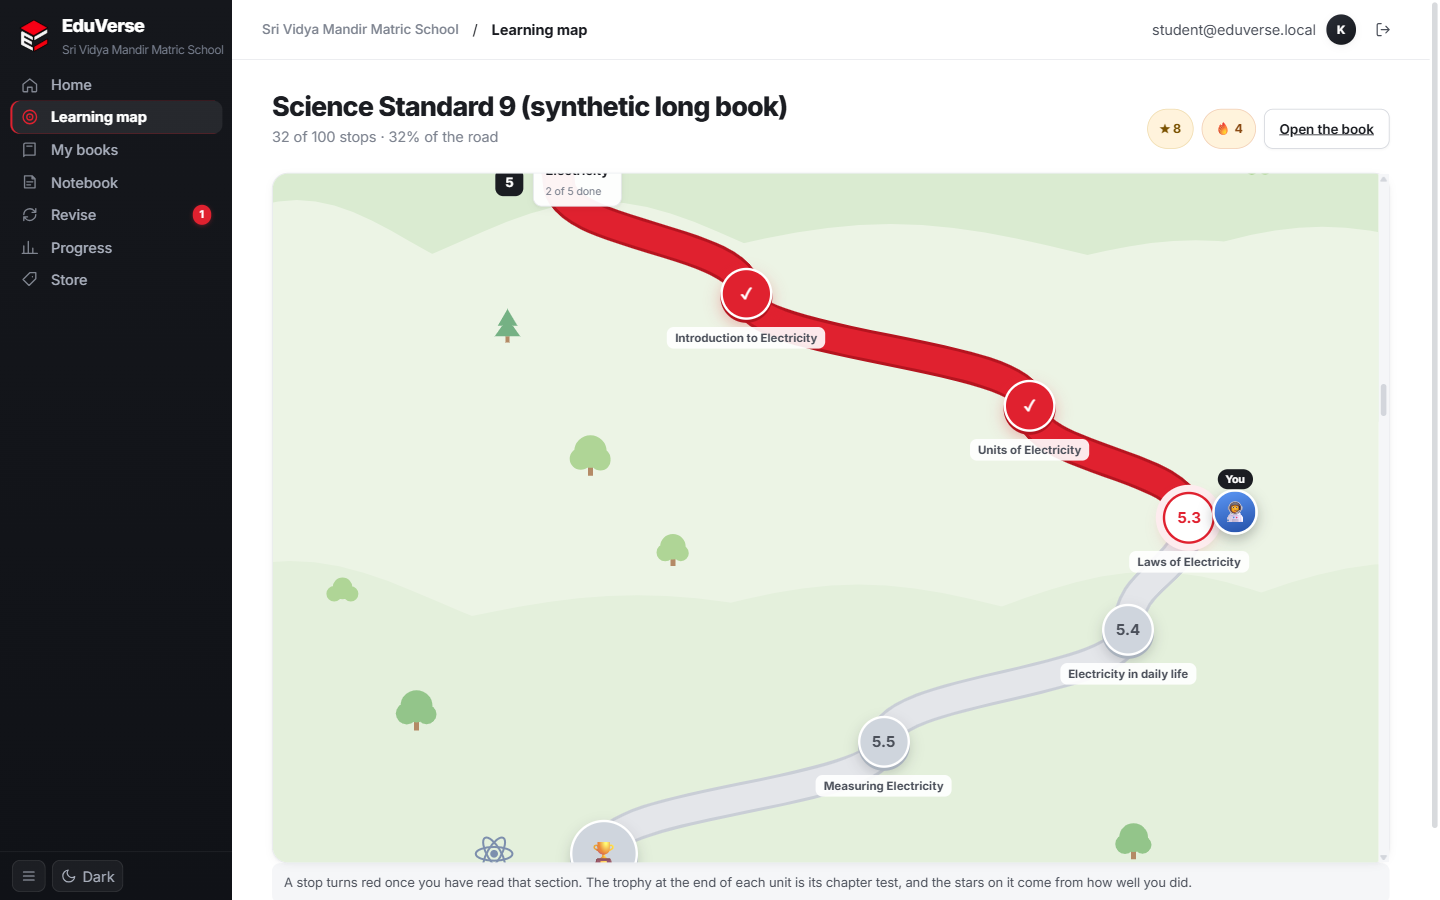 EduVerse
Sri Vidya Mandir Matric School
Home
Learning map
My books
Notebook
Revise
1
Progress
Store
Dark
Sri Vidya Mandir Matric School / Learning map
student@eduverse.local
K
Science Standard 9 (synthetic long book)
32 of 100 stops · 32% of the road
★ 8
4
Open the book
5
Electricity
2 of 5 done
✓
Introduction to Electricity
✓
Units of Electricity
You
5.3
Laws of Electricity
5.4
Electricity in daily life
5.5
Measuring Electricity
A stop turns red once you have read that section. The trophy at the end of each unit is its chapter test, and the stars on it come from how well you did.